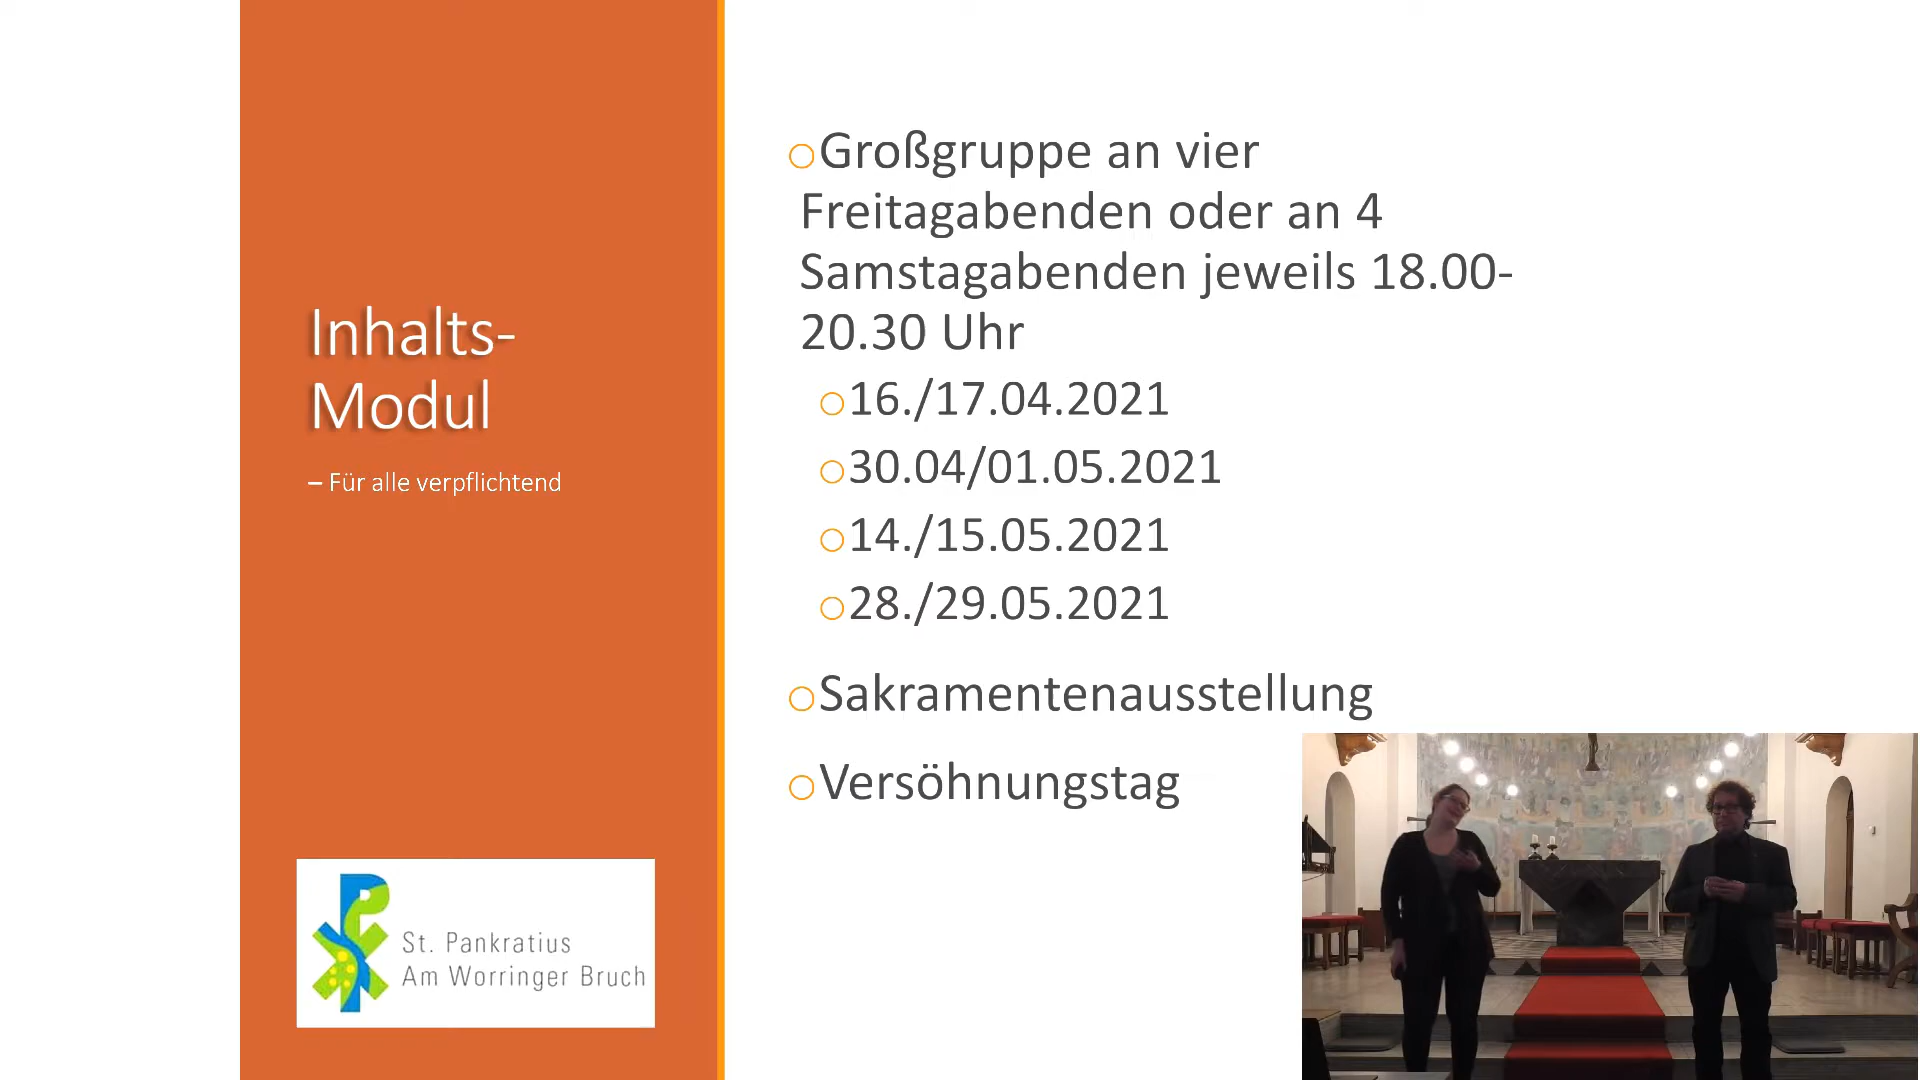 Inhalts-
Modul
– Für alle verpflichtend
St. Pankratius
Am Worringer Bruch
Großgruppe an vier
Freitagabenden oder an 4
Samstagabenden jeweils 18.00-
20.30 Uhr
16./17.04.2021
30.04/01.05.2021
14./15.05.2021
28./29.05.2021
Sakramentenausstellung
Versöhnungstag